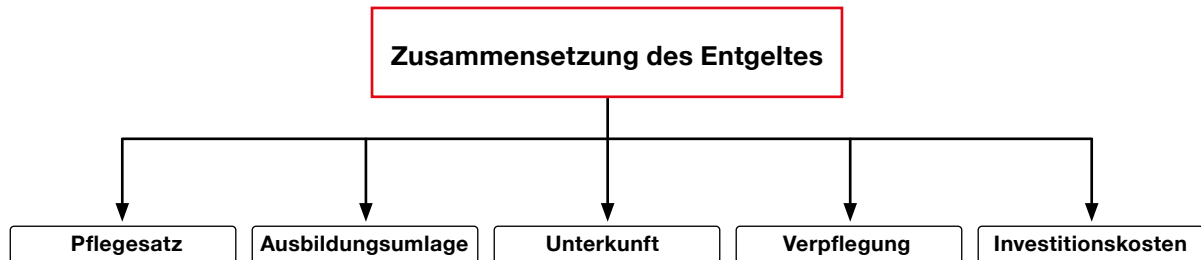 Zusammensetzung des Entgeltes
Pflegesatz
Ausbildungsumlage
Unterkunft
Verpflegung
Investitionskosten